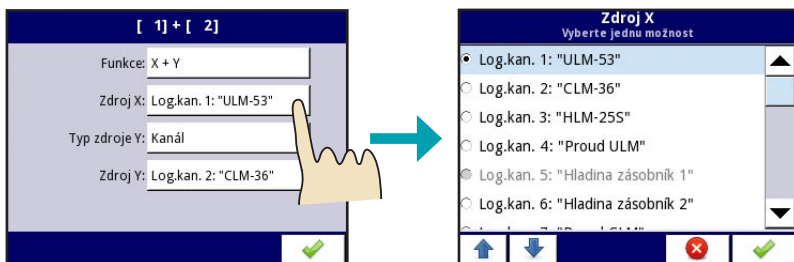 [ 1] + [ 2]
Funkce: X + Y
Zdroj X: Log.kan. 1: "ULM-53"
Typ zdroje Y: Kanál
Zdroj Y: Log.kan. 2: "CLM-36"
Zdroj X
Vyberte jednu možnost
Log.kan. 1: "ULM-53"
Log.kan. 2: "CLM-36"
Log.kan. 3: "HLM-25S"
Log.kan. 4: "Proud ULM"
Log.kan. 5: "Hladina zásobník 1"
Log.kan. 6: "Hladina zásobník 2"